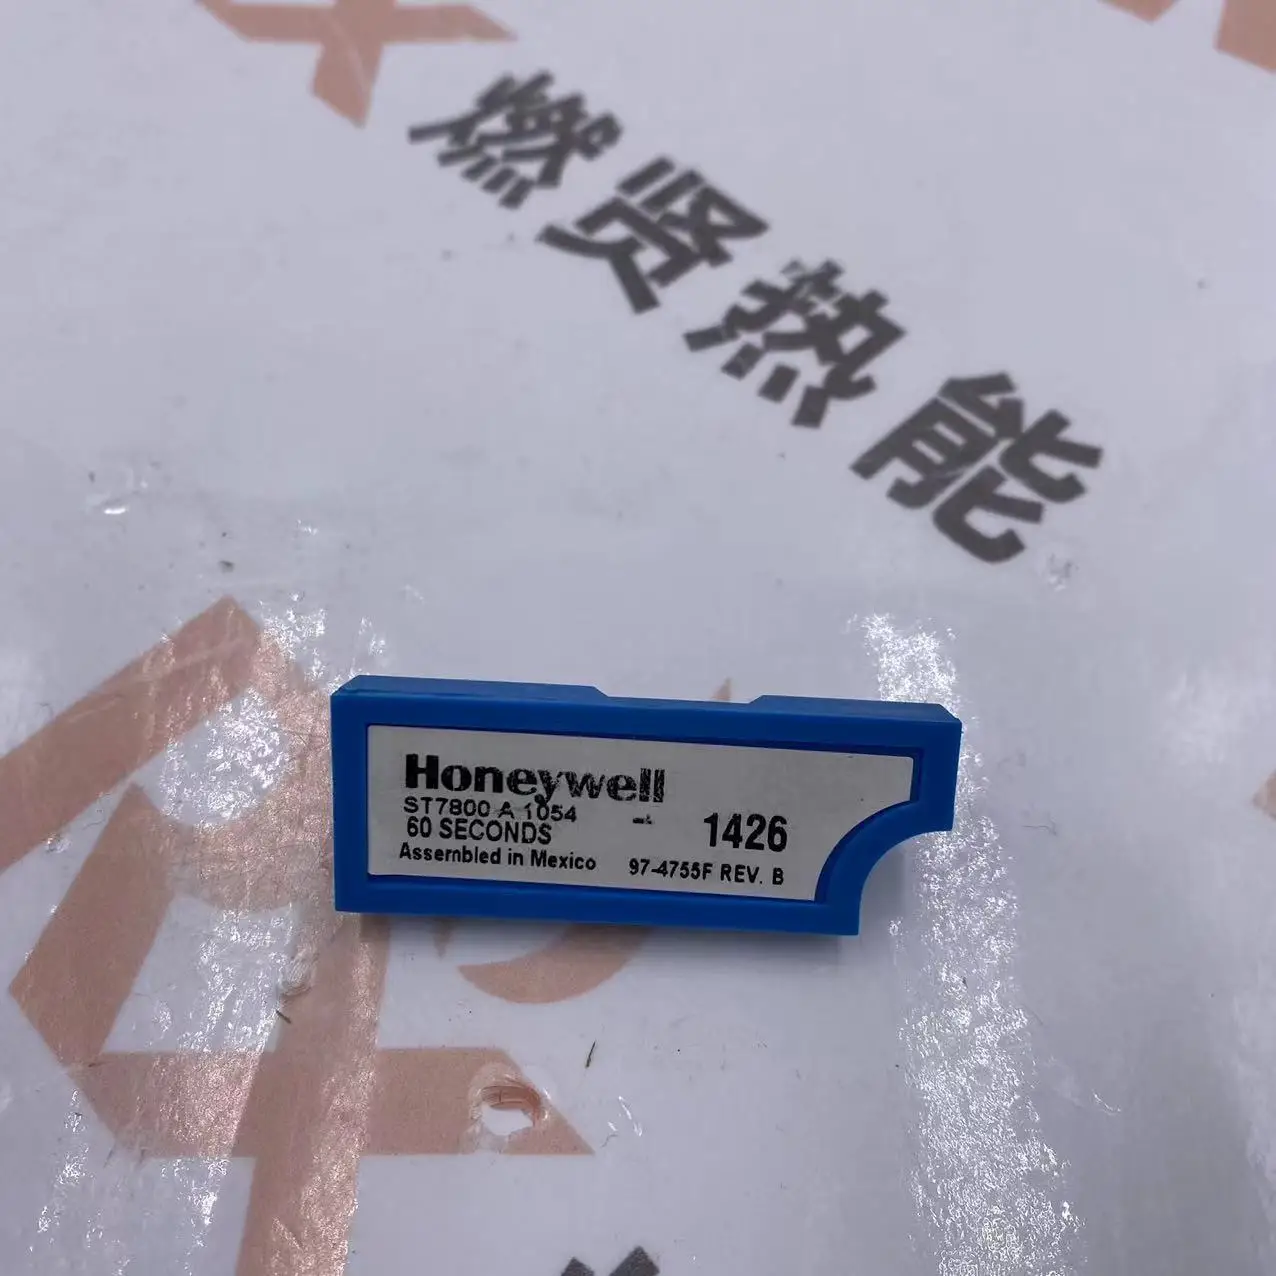 燃贤热能
Honeywell
ST7800 A 1054
60 SECONDS
1426
Assembled in Mexico
97-4755F REV. B